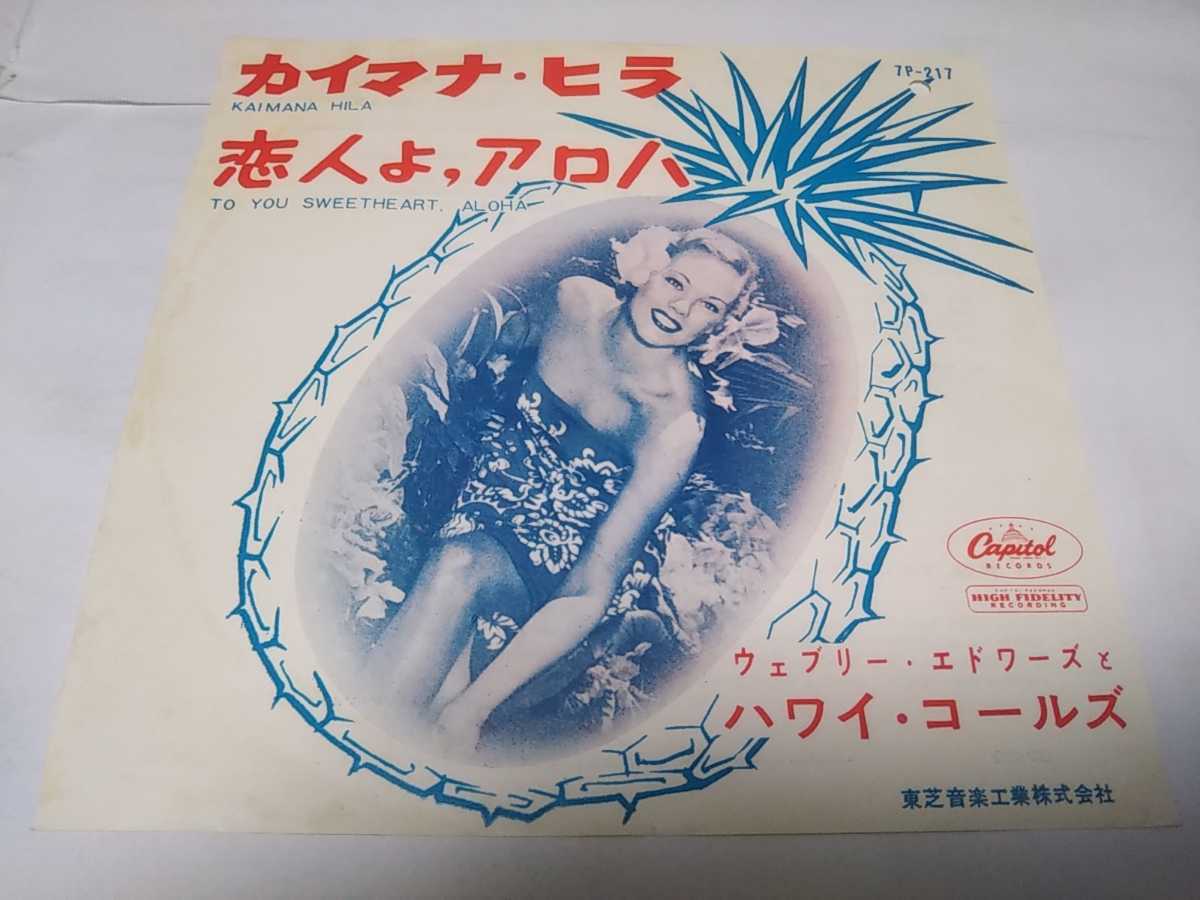 カイマナ・ヒラ
KAIMANA HILA
7P-217
恋人よ,アロハ
TO YOU SWEETHEART, ALOHA
Capitol
RECORDS
HIGH FIDELITY
RECORDING
ウェブリー・エドワーズと
ハワイ・コールズ
東芝音楽工業株式会社